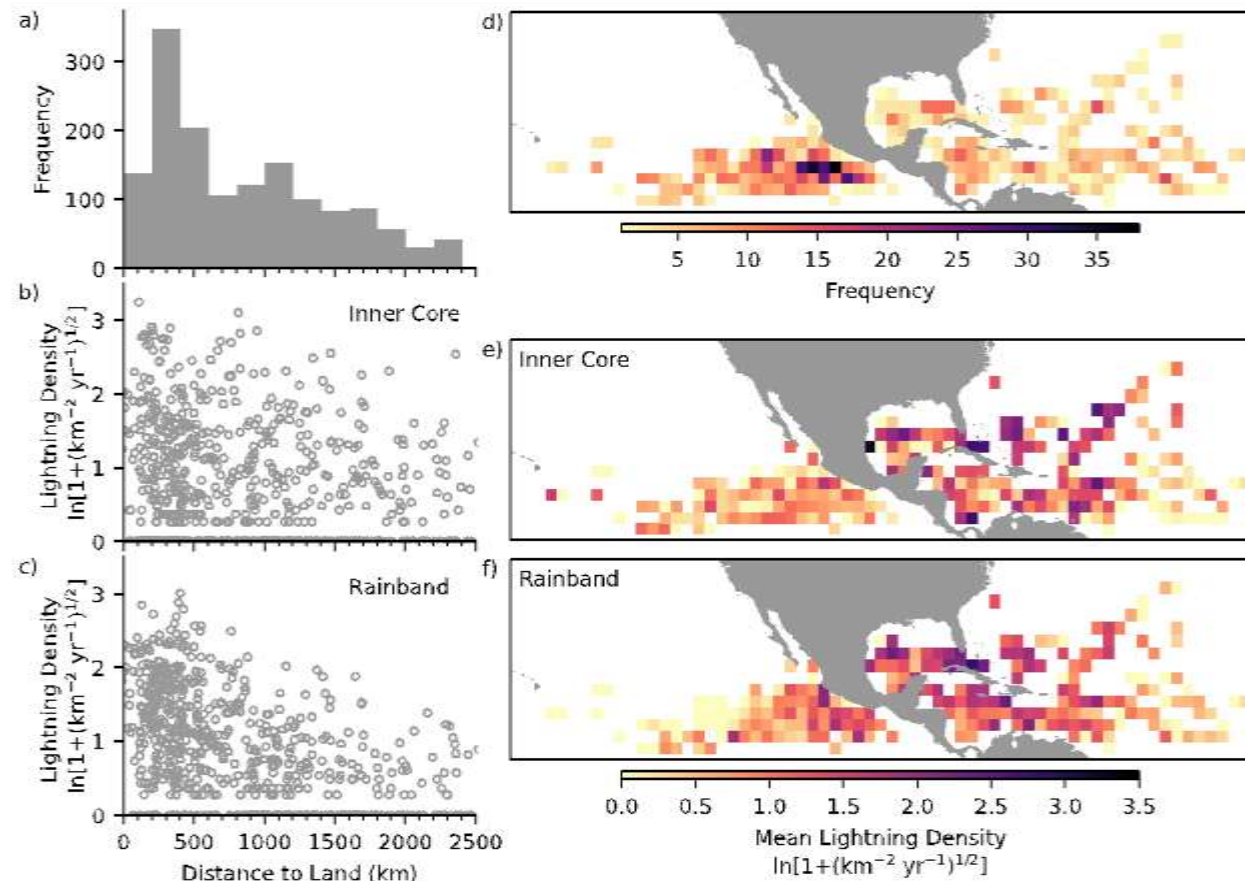 a)
300
200
100
0
Frequency
b)
Inner Core
3
2
1
0
Lightning Density
ln[1+(km⁻² yr⁻¹)¹/²]
c)
Rainband
3
2
1
0
Lightning Density
ln[1+(km⁻² yr⁻¹)¹/²]
0 500 1000 1500 2000 2500
Distance to Land (km)
d)
5 10 15 20 25 30 35
Frequency
e)
Inner Core
f)
Rainband
0.0 0.5 1.0 1.5 2.0 2.5 3.0 3.5
Mean Lightning Density
ln[1+(km⁻² yr⁻¹)¹/²]